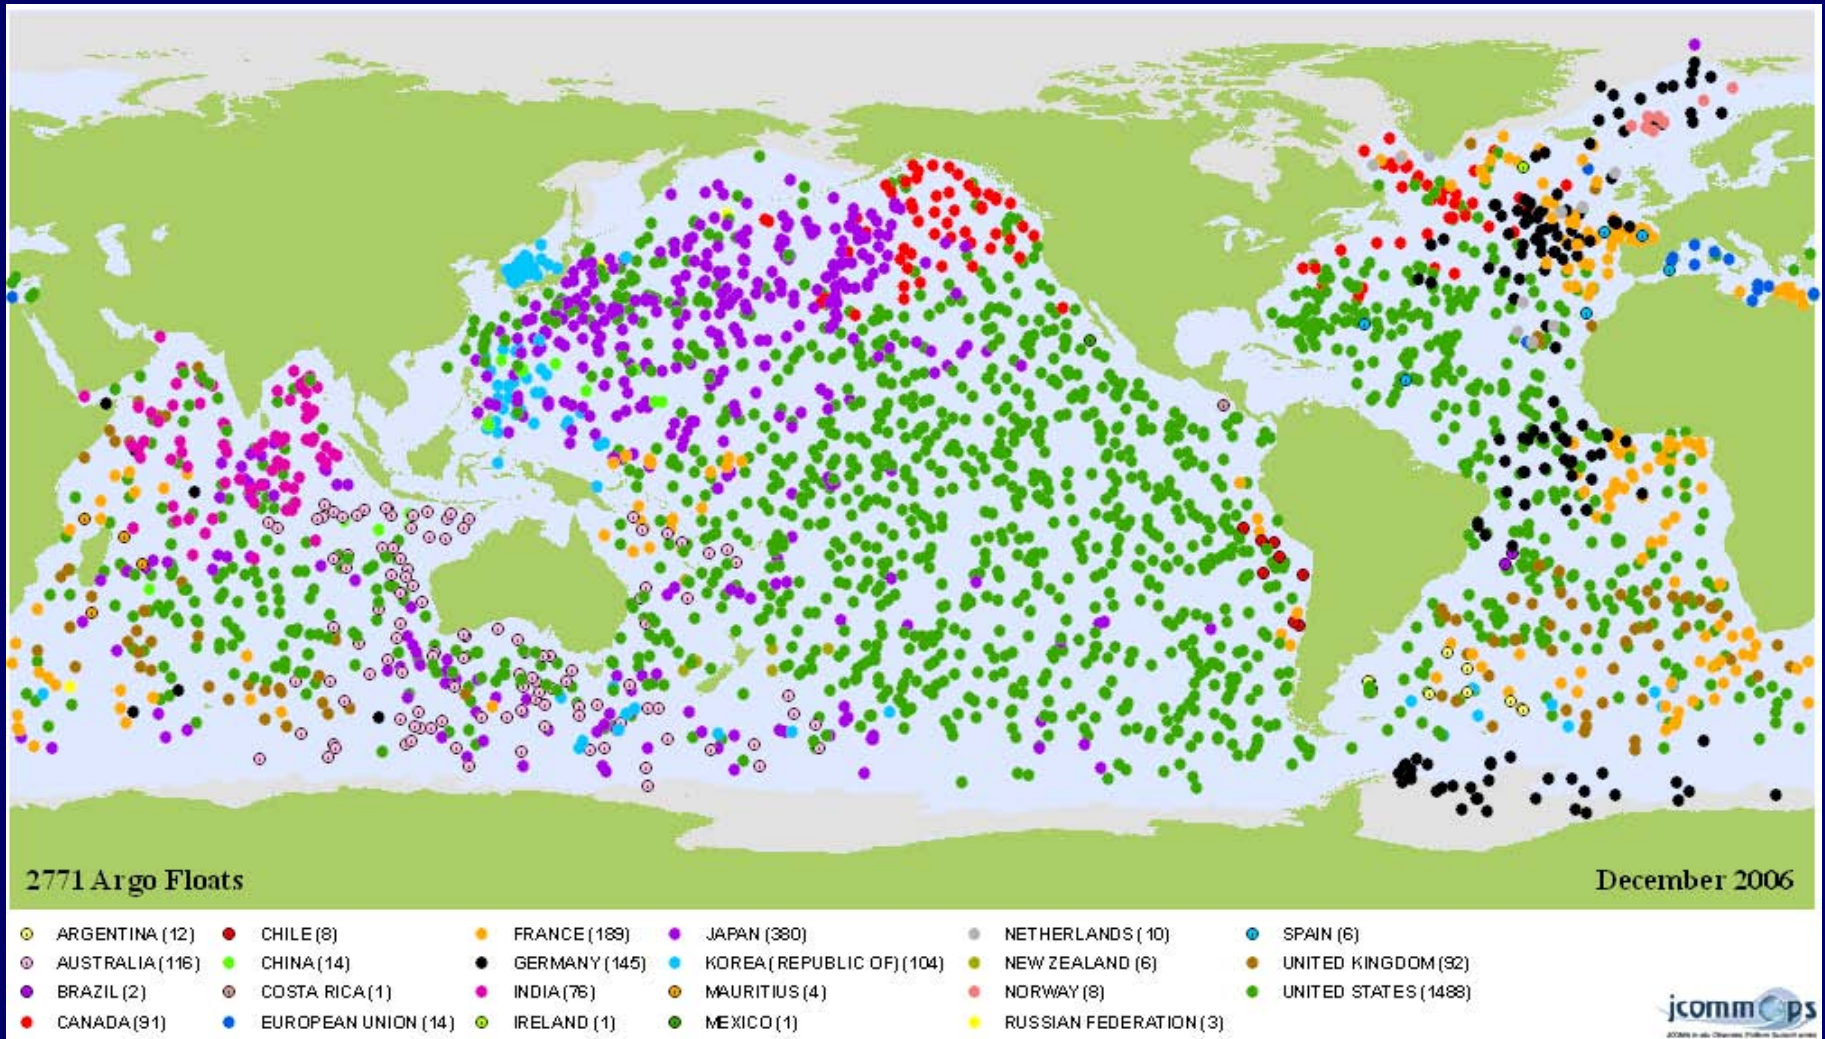 2771 Argo Floats
December 2006
ARGENTINA (12)
AUSTRALIA (116)
BRAZIL (2)
CANADA (91)
CHILE (8)
CHINA (14)
COSTA RICA (1)
EUROPEAN UNION (14)
FRANCE (189)
GERMANY (145)
INDIA (76)
IRELAND (1)
JAPAN (380)
KOREA (REPUBLIC OF) (104)
MAURITIUS (4)
MEXICO (1)
NETHERLANDS (10)
NEW ZEALAND (6)
NORWAY (8)
RUSSIAN FEDERATION (3)
SPAIN (6)
UNITED KINGDOM (92)
UNITED STATES (1488)
jcommops